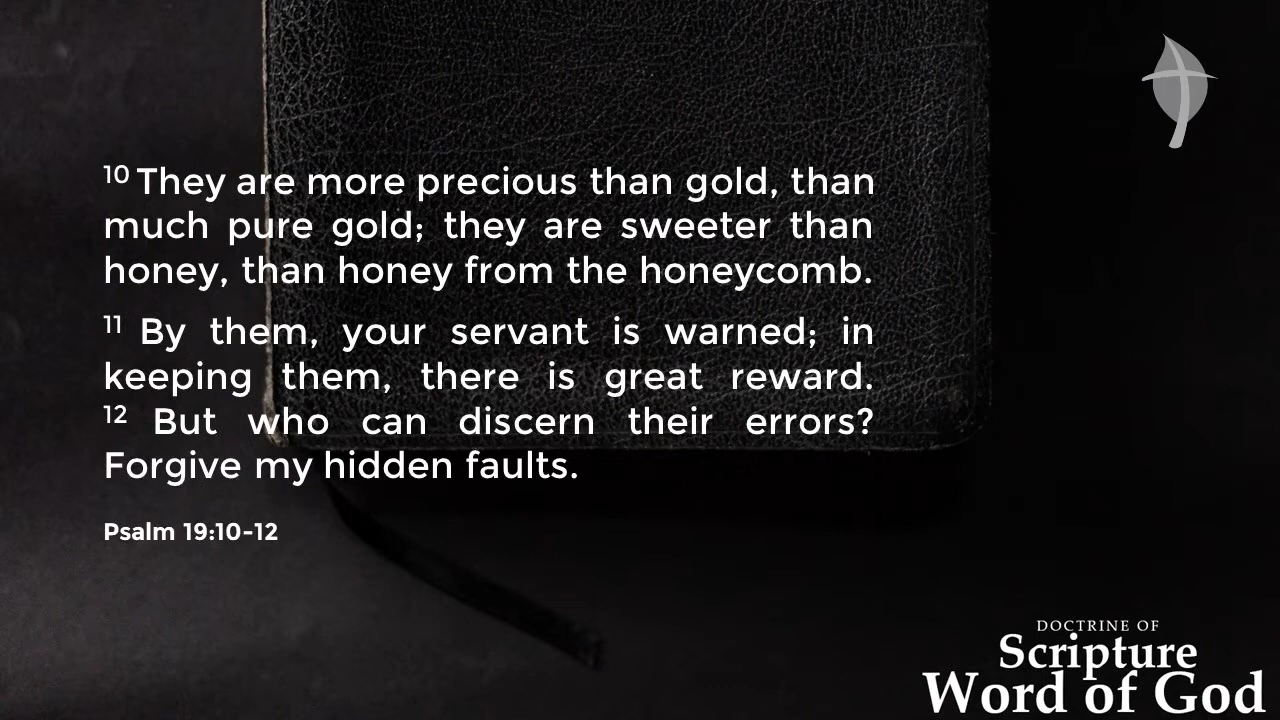 10 They are more precious than gold, than
much pure gold; they are sweeter than
honey, than honey from the honeycomb.
11 By them, your servant is warned; in
keeping them, there is great reward.
12 But who can discern their errors?
Forgive my hidden faults.
Psalm 19:10-12
DOCTRINE OF
Scripture
Word of God